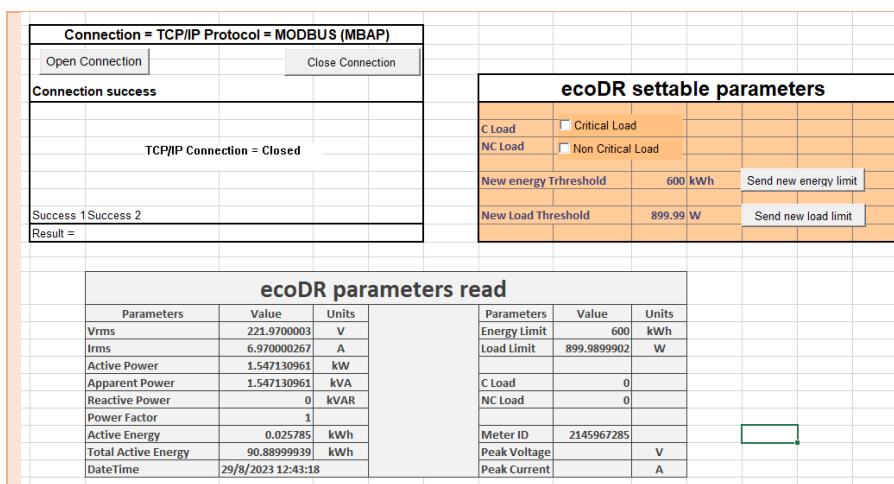 Connection = TCP/IP Protocol = MODBUS (MBAP)
Open Connection Close Connection
Connection success
TCP/IP Connection = Closed
Success 1 Success 2
Result =
ecoDR settable parameters
C Load Critical Load
NC Load Non Critical Load
New energy Trhreshold 600 kWh Send new energy limit
New Load Threshold 899.99 W Send new load limit
ecoDR parameters read
Parameters Value Units Parameters Value Units
Vrms 221.9700003 V Energy Limit 600 kWh
Irms 6.970000267 A Load Limit 899.9899902 W
Active Power 1.547130961 kW
Apparent Power 1.547130961 kVA C Load 0
Reactive Power 0 kVAR NC Load 0
Power Factor 1
Active Energy 0.025785 kWh Meter ID 2145967285
Total Active Energy 90.88999939 kWh Peak Voltage V
DateTime 29/8/2023 12:43:18 Peak Current A